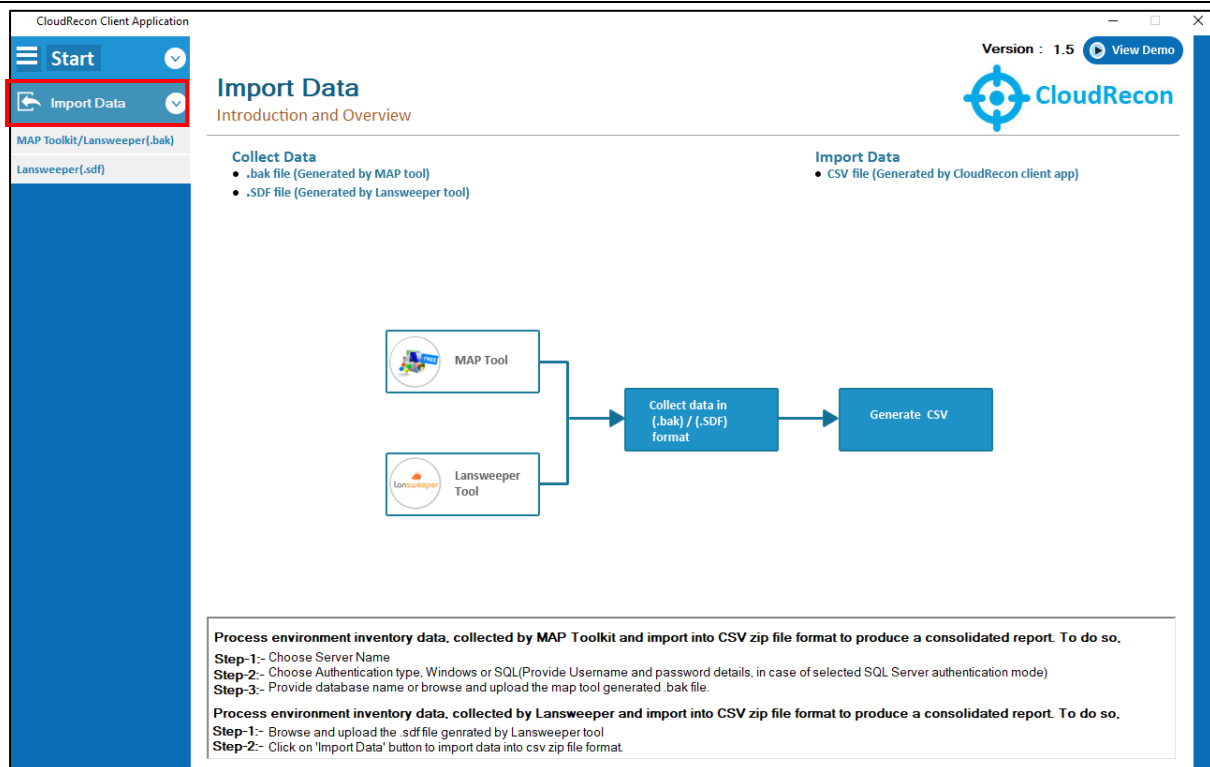 CloudRecon Client Application
Start
Version : 1.5
View Demo
Import Data
Import Data
Introduction and Overview
CloudRecon
MAP Toolkit/Lansweeper(.bak)
Lansweeper(.sdf)
Collect Data
• .bak file (Generated by MAP tool)
• .SDF file (Generated by Lansweeper tool)
Import Data
• CSV file (Generated by CloudRecon client app)
FREE
MAP Tool
Collect data in
(.bak) / (.SDF)
format
Generate CSV
Lansweeper
Lansweeper
Tool
Process environment inventory data, collected by MAP Toolkit and import into CSV zip file format to produce a consolidated report. To do so,
Step-1:- Choose Server Name
Step-2:- Choose Authentication type, Windows or SQL(Provide Username and password details, in case of selected SQL Server authentication mode)
Step-3:- Provide database name or browse and upload the map tool generated .bak file.
Process environment inventory data, collected by Lansweeper and import into CSV zip file format to produce a consolidated report. To do so,
Step-1:- Browse and upload the .sdf file genrated by Lansweeper tool
Step-2:- Click on 'Import Data' button to import data into csv zip file format.